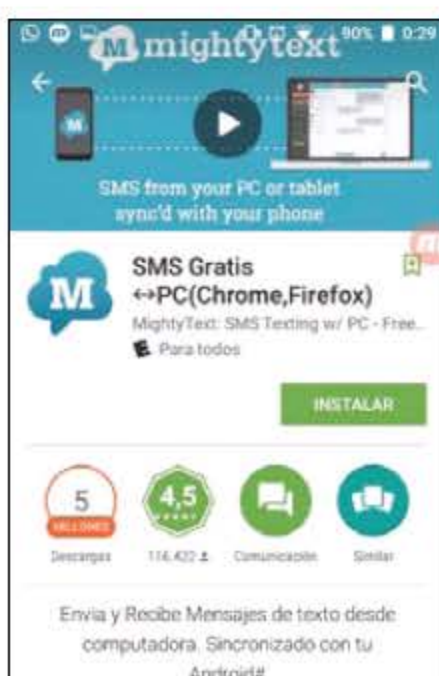 90% 0:29
mightytext
SMS from your PC or tablet
sync'd with your phone
SMS Gratis
↔PC(Chrome,Firefox)
MightyText: SMS Texting w/ PC - Free..
E Para todos
INSTALAR
5
MILLONES
4,5
Descargas
116.422
Comunicación
Similar
Envia y Recibe Mensajes de texto desde
computadora. Sincronizado con tu
Android#